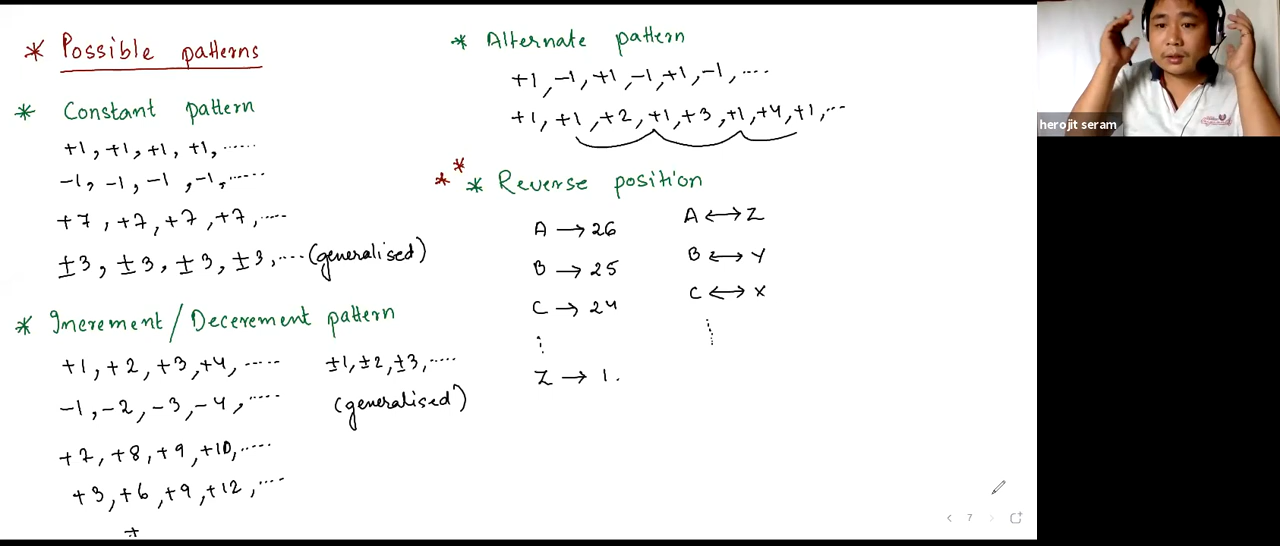 * Possible patterns
* Constant pattern
+1, +1, +1, +1, ......
-1, -1, -1, -1, ......
+7, +7, +7, +7, .....
±3, ±3, ±3, ±3, .... (generalised)
* Increment/Decerement pattern
+1, +2, +3, +4, ..... ±1, ±2, ±3, .....
-1, -2, -3, -4, .... (generalised)
+7, +8, +9, +10, .....
+3, +6, +9, +12, ....
+
* Alternate pattern
+1, -1, +1, -1, +1, -1, ....
+1, +1, +2, +1, +3, +1, +4, +1, ...
* * * Reverse position
A → 26 A ↔ Z
B → 25 B ↔ Y
C → 24 C ↔ X
Z → 1.
herojit seram
< 7 >